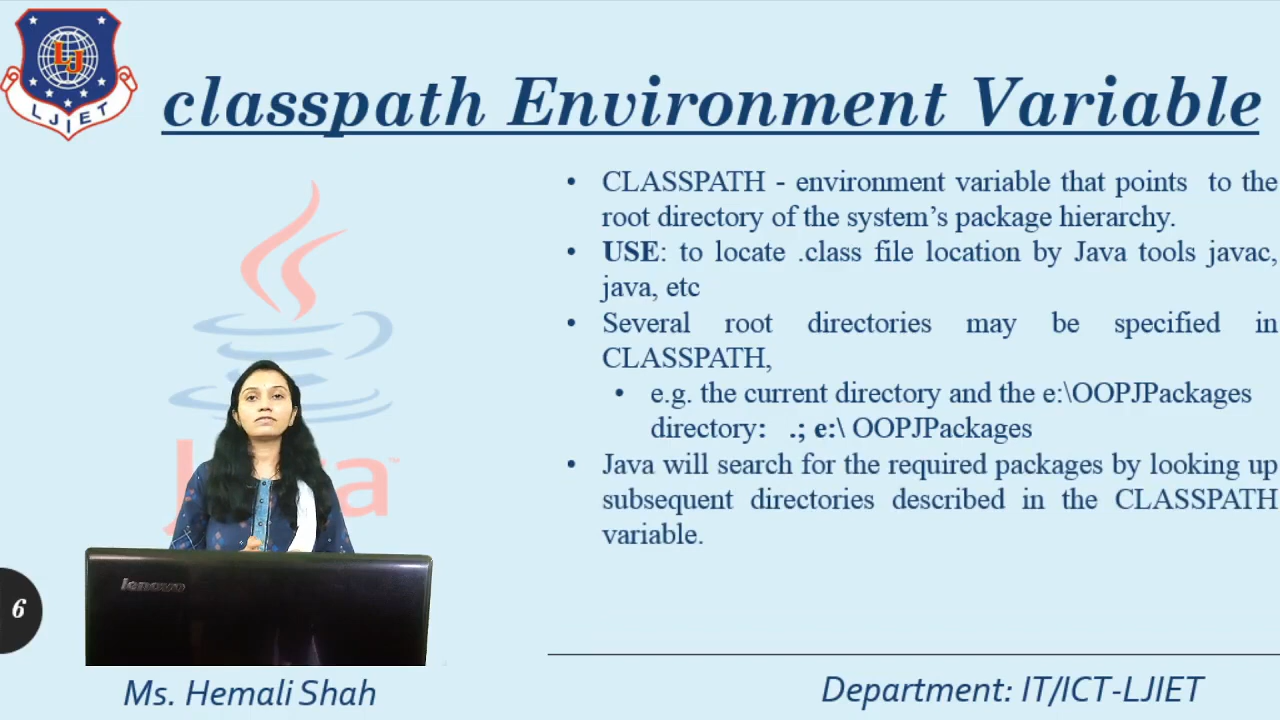 LJ
LJIET
classpath Environment Variable
• CLASSPATH - environment variable that points to the
root directory of the system's package hierarchy.
• USE: to locate .class file location by Java tools javac,
java, etc
• Several root directories may be specified in
CLASSPATH,
• e.g. the current directory and the e:\OOPJPackages
directory: .; e:\ OOPJPackages
• Java will search for the required packages by looking up
subsequent directories described in the CLASSPATH
variable.
Java™
lenovo
6
Ms. Hemali Shah
Department: IT/ICT-LJIET